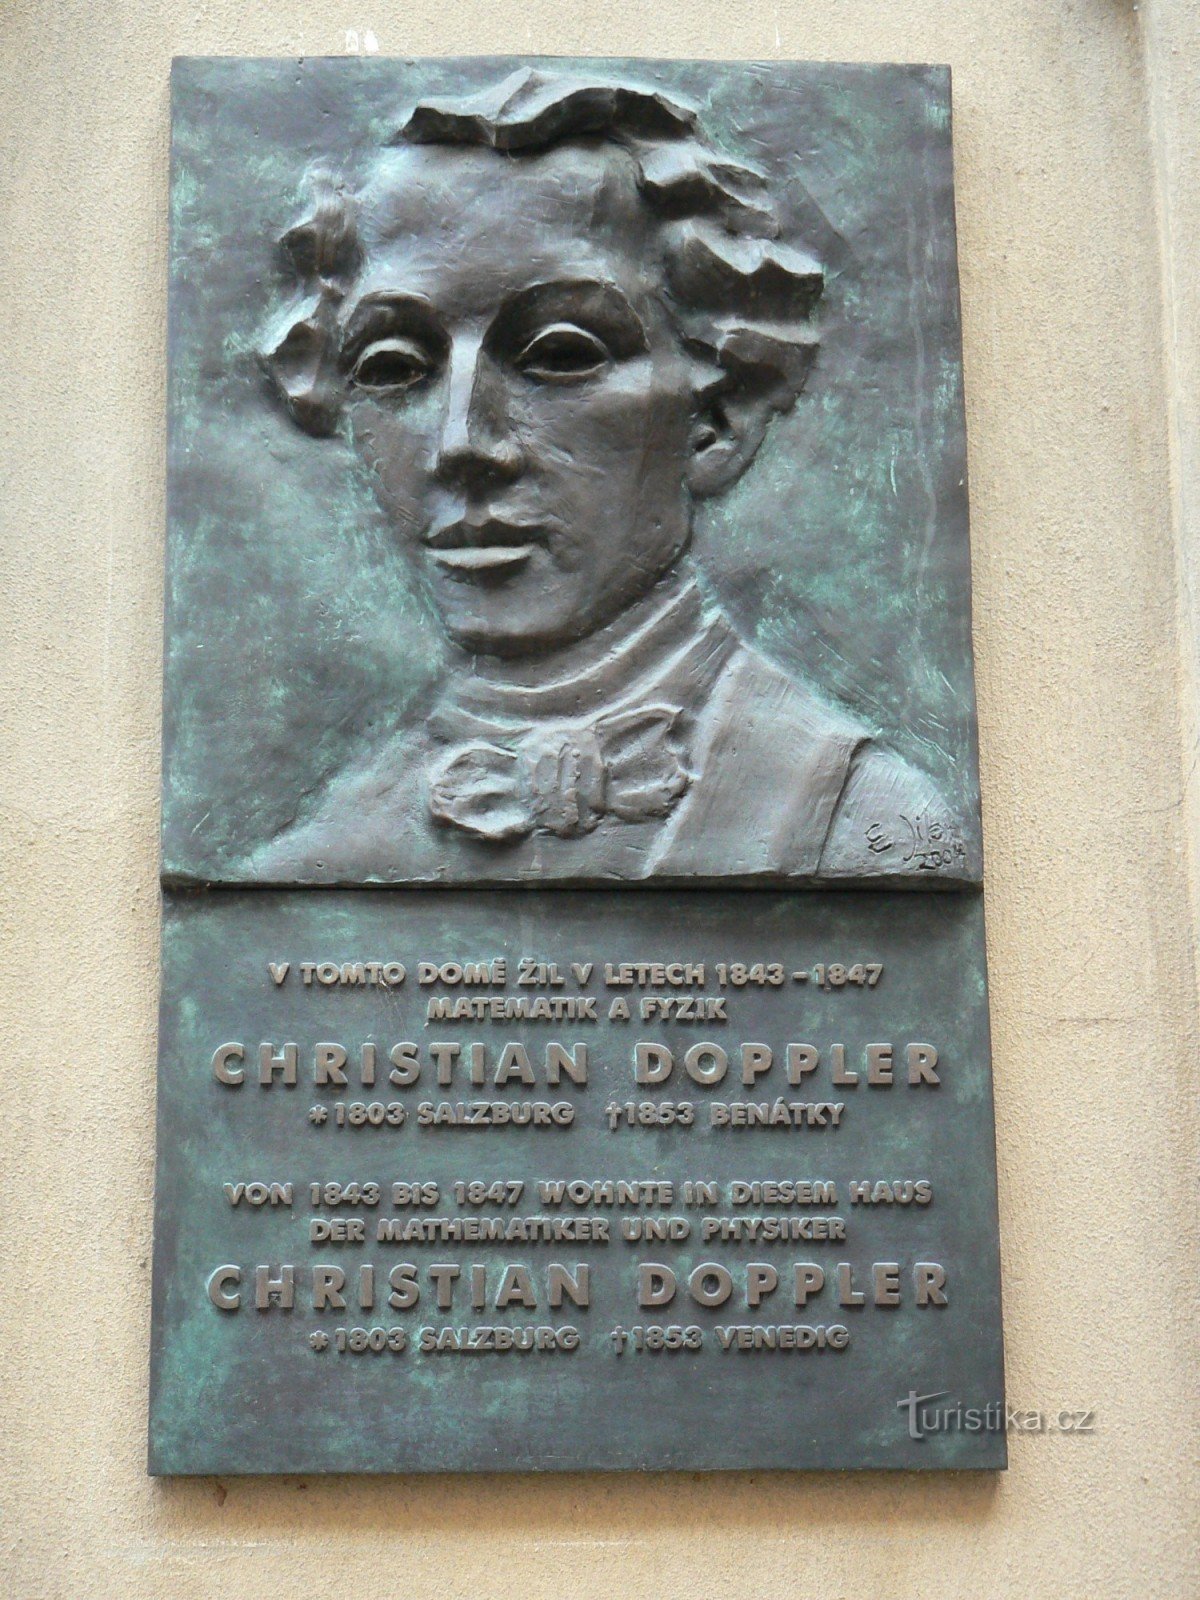 2004
V TOMTO DOMĚ ŽIL V LETECH 1843 – 1847
MATEMATIK A FYZIK
CHRISTIAN DOPPLER
* 1803 SALZBURG † 1853 BENÁTKY
VON 1843 BIS 1847 WOHNTE IN DIESEM HAUS
DER MATHEMATIKER UND PHYSIKER
CHRISTIAN DOPPLER
* 1803 SALZBURG † 1853 VENEDIG
Turistika.cz